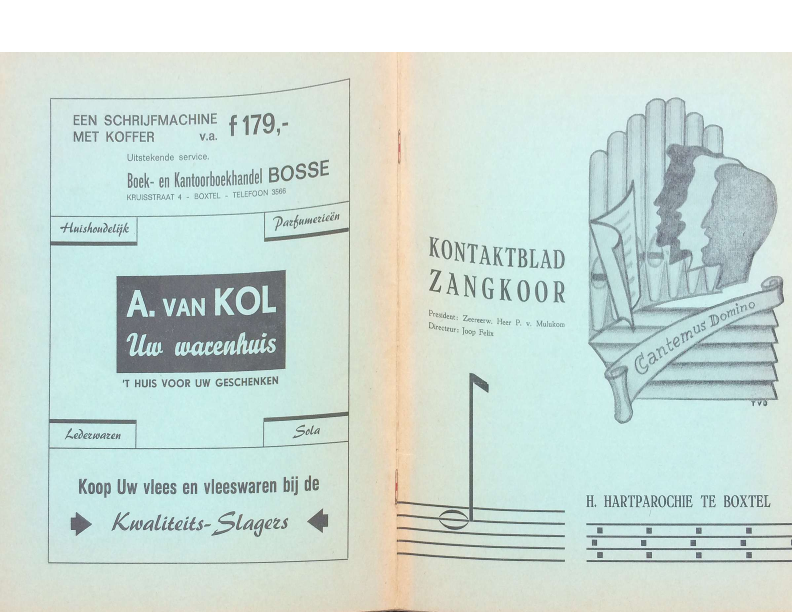 EEN SCHRIJFMACHINE
MET KOFFER v.a. f 179,-
Uitstekende service.
Boek- en Kantoorboekhandel BOSSE
KRUISSTRAAT 4 - BOXTEL - TELEFOON 3566
Huishoudelijk
Parfumerieën
A. VAN KOL
Uw warenhuis
'T HUIS VOOR UW GESCHENKEN
Lederwaren
Sola
Koop Uw vlees en vleeswaren bij de
Kwaliteits-Slagers
KONTAKTBLAD
ZANGKOOR
President: Zeereerw. Heer P. v. Mulukom
Directeur: Joop Felix
Cantemus Domino
YVD
H. HARTPAROCHIE TE BOXTEL